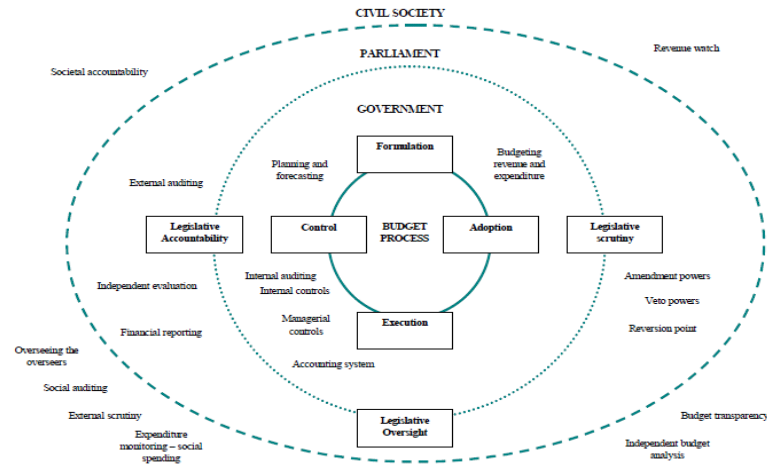 CIVIL SOCIETY
Revenue watch
PARLIAMENT
Societal accountability
GOVERNMENT
Formulation
Planning and
forecasting
Budgeting
revenue and
expenditure
External auditing
Legislative
Accountability
Control
BUDGET
PROCESS
Adoption
Legislative
scrutiny
Internal auditing
Internal controls
Amendment powers
Independent evaluation
Veto powers
Managerial
controls
Execution
Financial reporting
Reversion point
Overseeing the
overseers
Accounting system
Social auditing
External scrutiny
Legislative
Oversight
Budget transparency
Expenditure
monitoring – social
spending
Independent budget
analysis